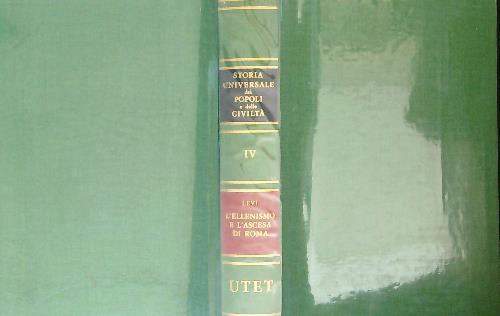 STORIA
UNIVERSALE
dei
POPOLI
e delle
CIVILTÀ
IV
LEVI
L'ELLENISMO
E L'ASCESA
DI ROMA
UTET